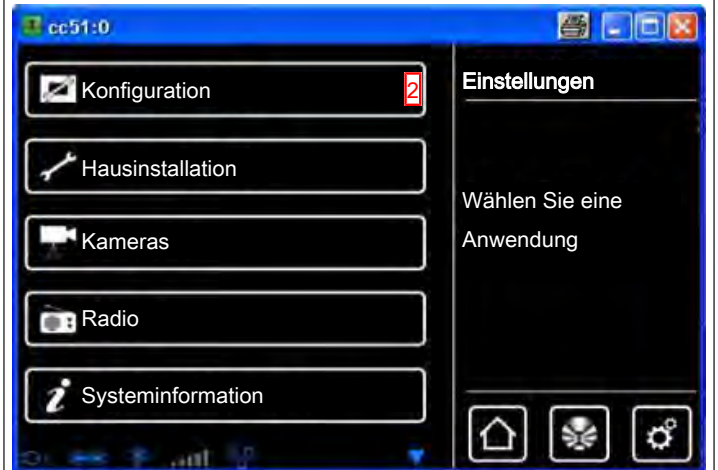 cc51:0
Konfiguration 2
Hausinstallation
Kameras
Radio
Systeminformation
Einstellungen
Wählen Sie eine
Anwendung